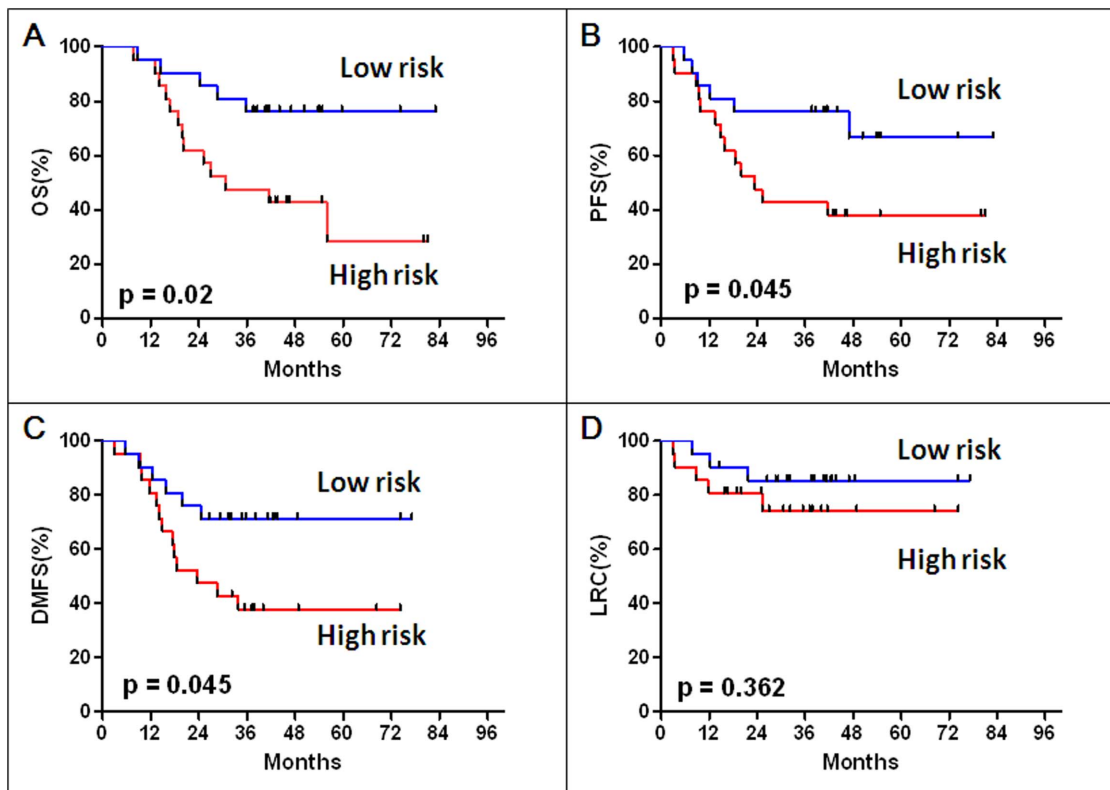 A
100
80
60
40
20
0
OS(%)
Low risk
High risk
p = 0.02
0 12 24 36 48 60 72 84 96
Months
B
100
80
60
40
20
0
PFS(%)
Low risk
High risk
p = 0.045
0 12 24 36 48 60 72 84 96
Months
C
100
80
60
40
20
0
DMFS(%)
Low risk
High risk
p = 0.045
0 12 24 36 48 60 72 84 96
Months
D
100
80
60
40
20
0
LRC(%)
Low risk
High risk
p = 0.362
0 12 24 36 48 60 72 84 96
Months